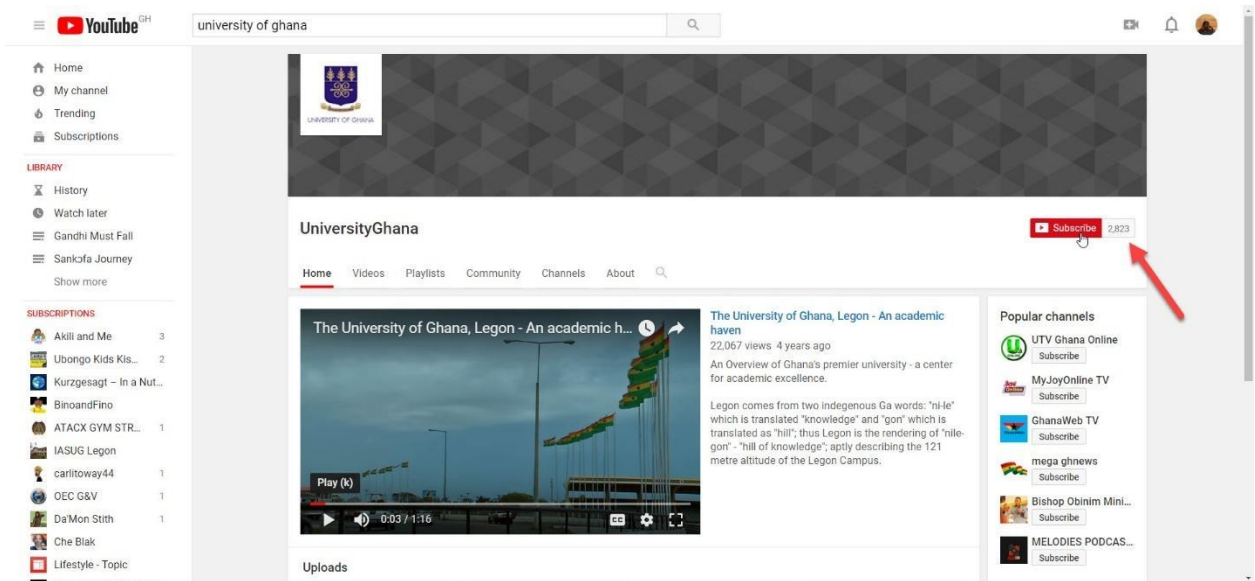 YouTube GH
university of ghana
Home
My channel
Trending
Subscriptions
LIBRARY
History
Watch later
Gandhi Must Fall
Sankɔfa Journey
Show more
SUBSCRIPTIONS
Akili and Me 3
Ubongo Kids Kis... 2
Kurzgesagt – In a Nut...
BinoandFino
ATACX GYM STR... 1
IASUG Legon
carlitoway44 1
OEC G&V 1
Da'Mon Stith 1
Che Blak
Lifestyle - Topic
UNIVERSITY OF GHANA
UniversityGhana
Subscribe 2,823
Home Videos Playlists Community Channels About
The University of Ghana, Legon - An academic h...
Play (k)
0:03 / 1:16
CC
The University of Ghana, Legon - An academic
haven
22,067 views 4 years ago
An Overview of Ghana's premier university - a center
for academic excellence.
Legon comes from two indegenous Ga words: "ni-le"
which is translated "knowledge" and "gon" which is
translated as "hill"; thus Legon is the rendering of "nile-
gon" - "hill of knowledge"; aptly describing the 121
metre altitude of the Legon Campus.
Uploads
Popular channels
UTV Ghana Online
Subscribe
MyJoyOnline TV
Subscribe
GhanaWeb TV
Subscribe
mega ghnews
Subscribe
Bishop Obinim Mini...
Subscribe
MELODIES PODCAS...
Subscribe